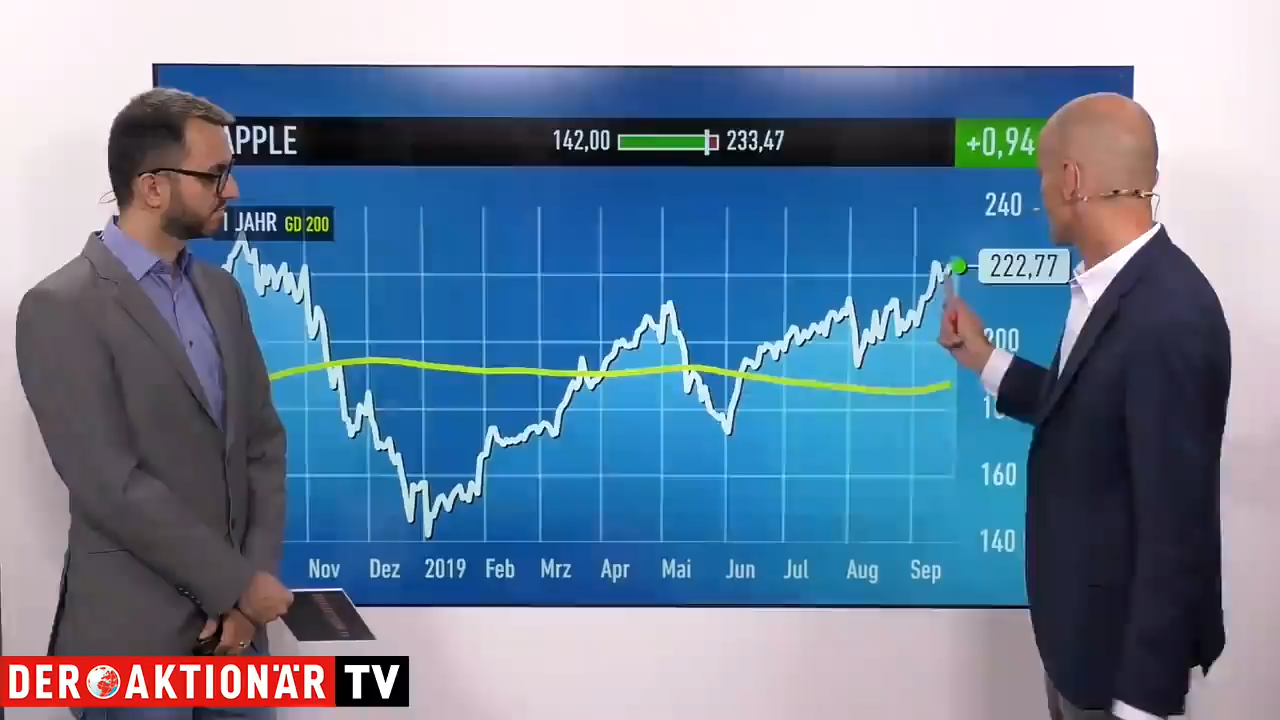 APPLE
142,00
233,47
+0,94
1 JAHR GD 200
240
222,77
200
160
140
Nov Dez 2019 Feb Mrz Apr Mai Jun Jul Aug Sep
DER AKTIONÄR TV